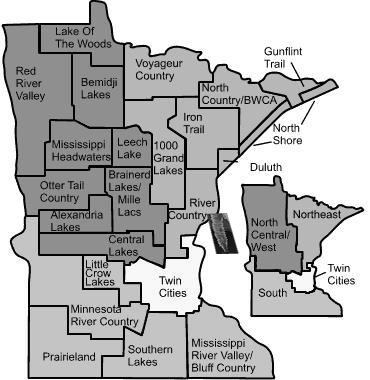 Lake Of
The Woods
Voyageur
Country
Gunflint
Trail
Red
River
Valley
Bemidji
Lakes
North
Country/BWCA
Iron
Trail
North
Shore
Mississippi
Headwaters
Leech
Lake
1000
Grand
Lakes
Duluth
Otter Tail
Country
Brainerd
Lakes/
Mille
Lacs
River
Country
Alexandria
Lakes
Central
Lakes
Little
Crow
Lakes
Twin
Cities
Minnesota
River Country
Prairieland
Southern
Lakes
Mississippi
River Valley/
Bluff Country
Northeast
North
Central/
West
Twin
Cities
South